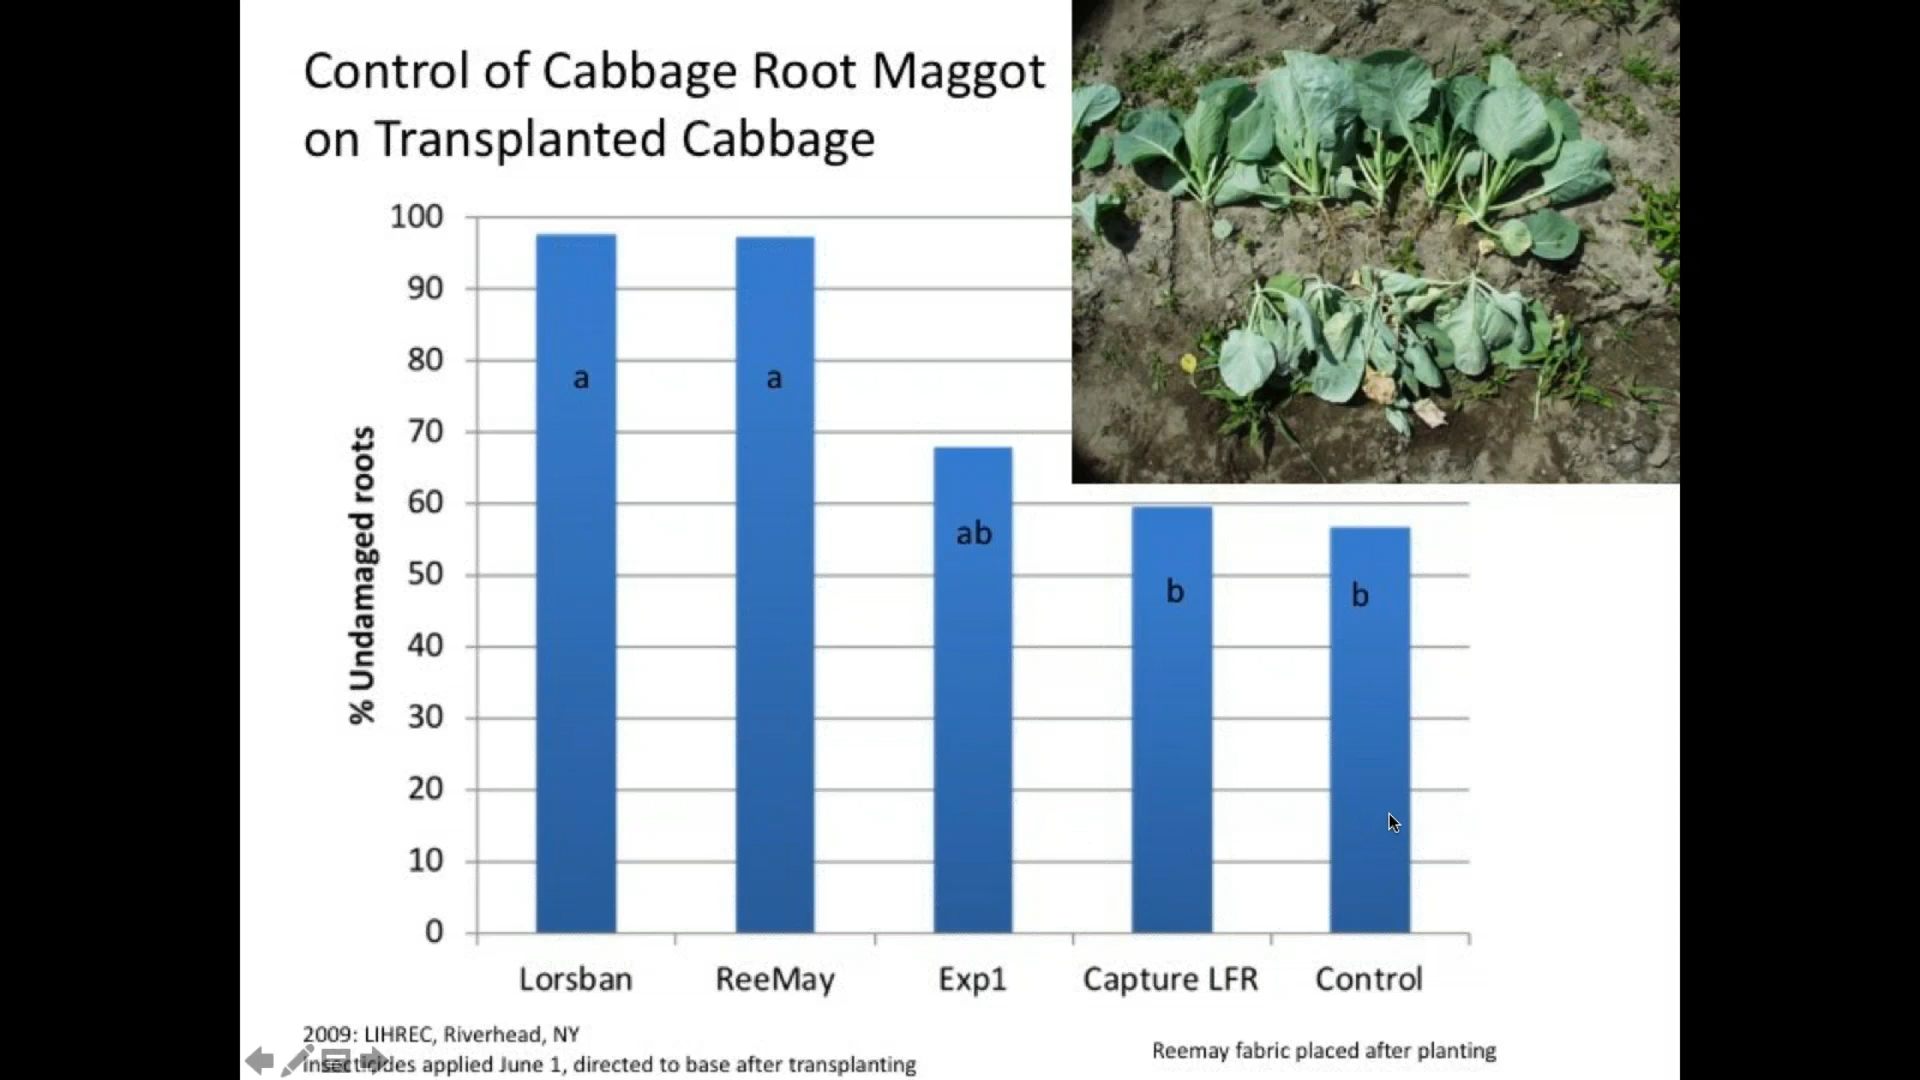 Control of Cabbage Root Maggot
on Transplanted Cabbage
100
90
80
70
60
50
40
30
20
10
0
% Undamaged roots
a
a
ab
b
b
Lorsban
ReeMay
Exp1
Capture LFR
Control
2009: LIHREC, Riverhead, NY
Insecticides applied June 1, directed to base after transplanting
Reemay fabric placed after planting